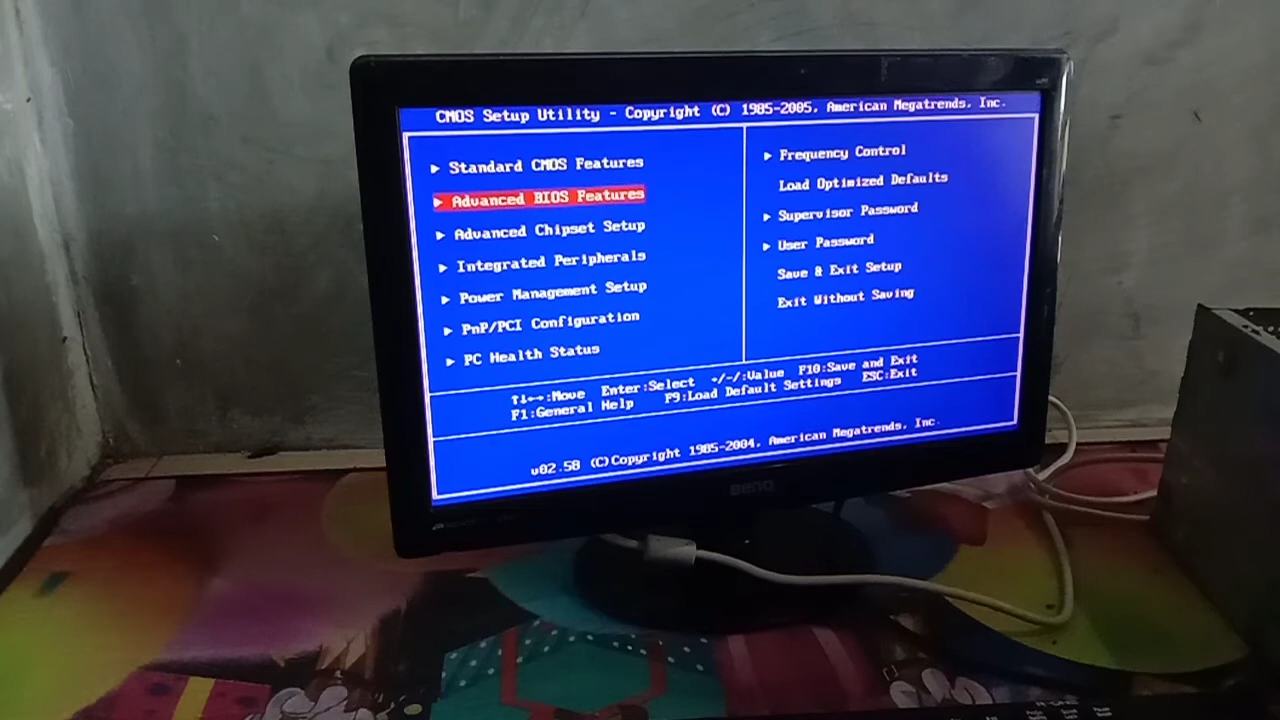 CMOS Setup Utility - Copyright (C) 1985-2005, American Megatrends, Inc.
▶ Standard CMOS Features
▶ Advanced BIOS Features
▶ Advanced Chipset Setup
▶ Integrated Peripherals
▶ Power Management Setup
▶ PnP/PCI Configuration
▶ PC Health Status
▶ Frequency Control
Load Optimized Defaults
▶ Supervisor Password
▶ User Password
Save & Exit Setup
Exit Without Saving
↑↓←→:Move Enter:Select +/-/:Value F10:Save and Exit
F1:General Help F9:Load Default Settings ESC:Exit
v02.58 (C)Copyright 1985-2004, American Megatrends, Inc.
BenQ